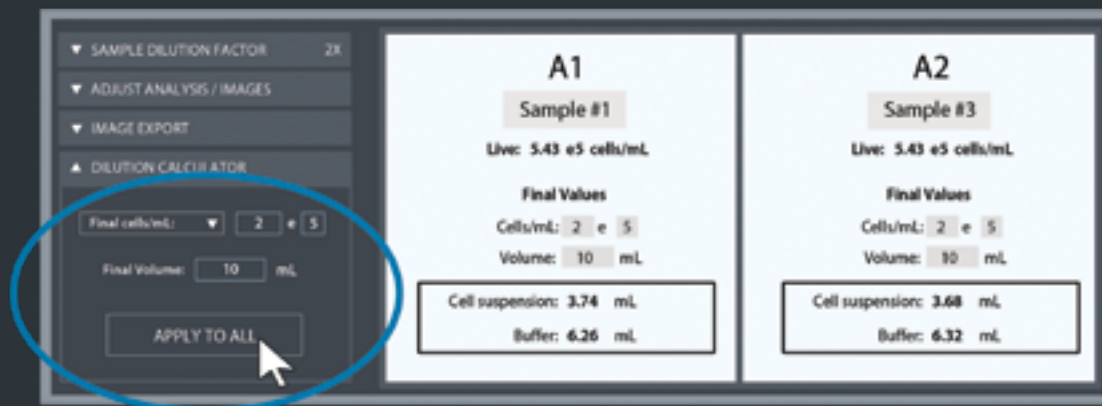 SAMPLE DILUTION FACTOR 2X
ADJUST ANALYSIS / IMAGES
IMAGE EXPORT
DILUTION CALCULATOR
Final cells/mL: 2 e 5
Final Volume: 10 mL
APPLY TO ALL
A1
Sample #1
Live: 5.43 e5 cells/mL
Final Values
Cells/mL: 2 e 5
Volume: 10 mL
Cell suspension: 3.74 mL
Buffer: 6.26 mL
A2
Sample #3
Live: 5.43 e5 cells/mL
Final Values
Cells/mL: 2 e 5
Volume: 10 mL
Cell suspension: 3.68 mL
Buffer: 6.32 mL